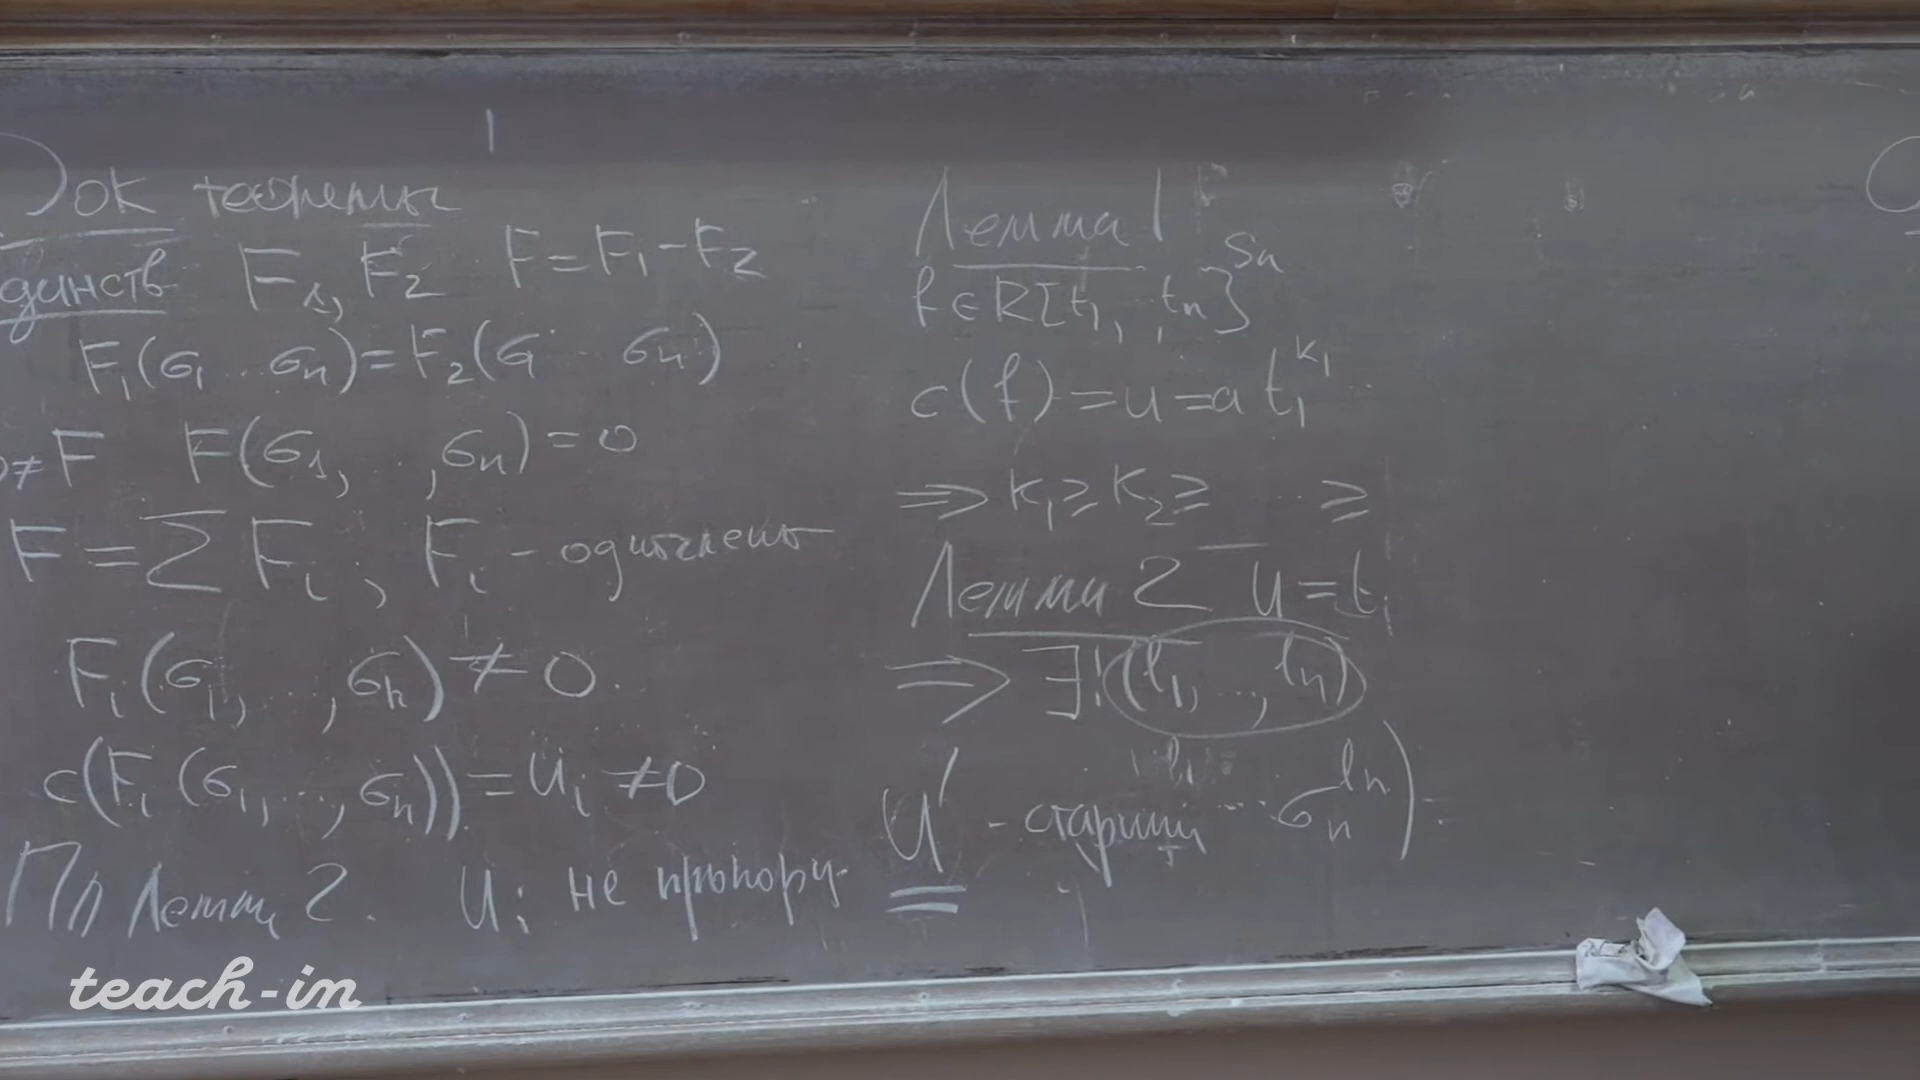 Док теоремы
единств F₁, F₂ F = F₁ - F₂
F₁(σ₁ ... σₙ) = F₂(σ₁ ... σₙ)
0 ≠ F F(σ₁, ..., σₙ) = 0
F = ∑ Fᵢ, Fᵢ - одночлены
Fᵢ(σ₁, ..., σₙ) ≠ 0.
c(Fᵢ(σ₁, ..., σₙ)) = uᵢ ≠ 0
По Лемме 2. uᵢ не пропорц.
Лемма 1
f ∈ R[t₁, ..., tₙ]^{Sₙ}
c(f) = u = a t₁^{k₁} ...
⇒ k₁ ≥ k₂ ≥ ... ≥
Лемма 2 u = t₁
⇒ ∃! (l₁, ..., lₙ)
u' - старший ... σₙ^{lₙ})
teach-in